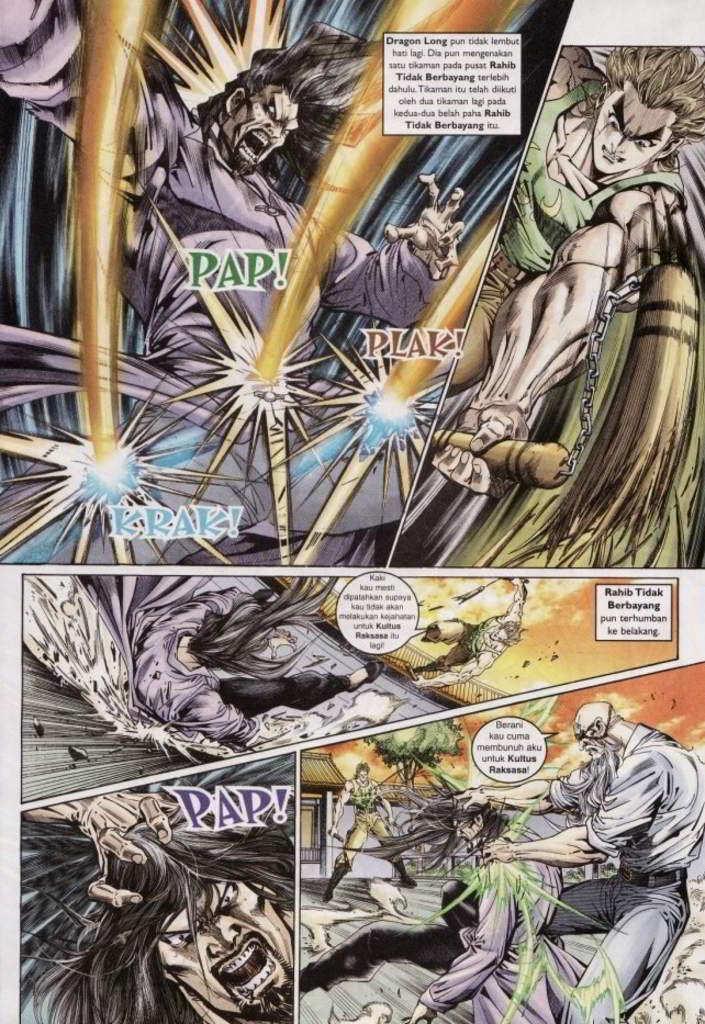 Dragon Long pun tidak lembut
hati lagi. Dia pun mengenakan
satu tikaman pada pusat Rahib
Tidak Berbayang terlebih
dahulu. Tikaman itu telah diikuti
oleh dua tikaman lagi pada
kedua-dua belah paha Rahib
Tidak Berbayang itu.
PAP!
PLAK!
KRAK!
Kaki
kau mesti
dipatahkan supaya
kau tidak akan
melakukan kejahatan
untuk Kultus
Raksasa itu
lagi!
Rahib Tidak
Berbayang
pun terhumban
ke belakang.
Berani
kau cuma
membunuh aku
untuk Kultus
Raksasa!
PAP!